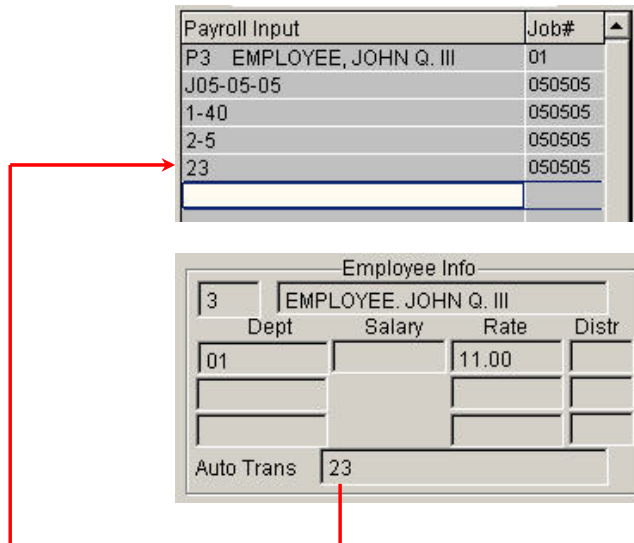 Payroll Input Job#
P3 EMPLOYEE, JOHN Q. III 01
J05-05-05 050505
1-40 050505
2-5 050505
23 050505
Employee Info
3 EMPLOYEE. JOHN Q. III
Dept Salary Rate Distr
01 11.00
Auto Trans 23